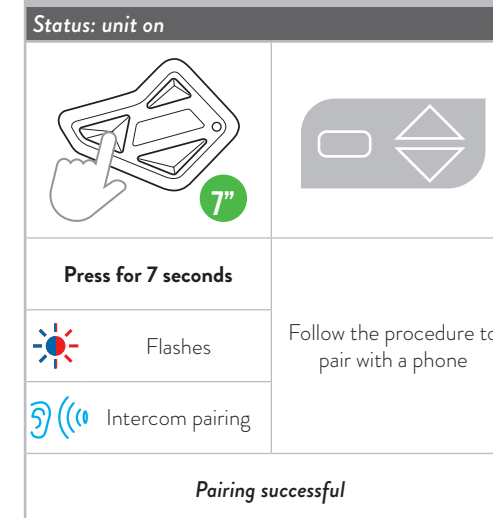 Status: unit on
7”
Press for 7 seconds
Flashes
Follow the procedure to
pair with a phone
Intercom pairing
Pairing successful